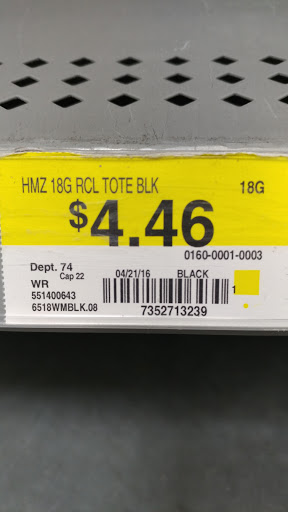 HMZ 18G RCL TOTE BLK 18G
$4.46
0160-0001-0003
Dept. 74 Cap 22 04/21/16 BLACK
WR
551400643 1
6518WMBLK.08 7352713239